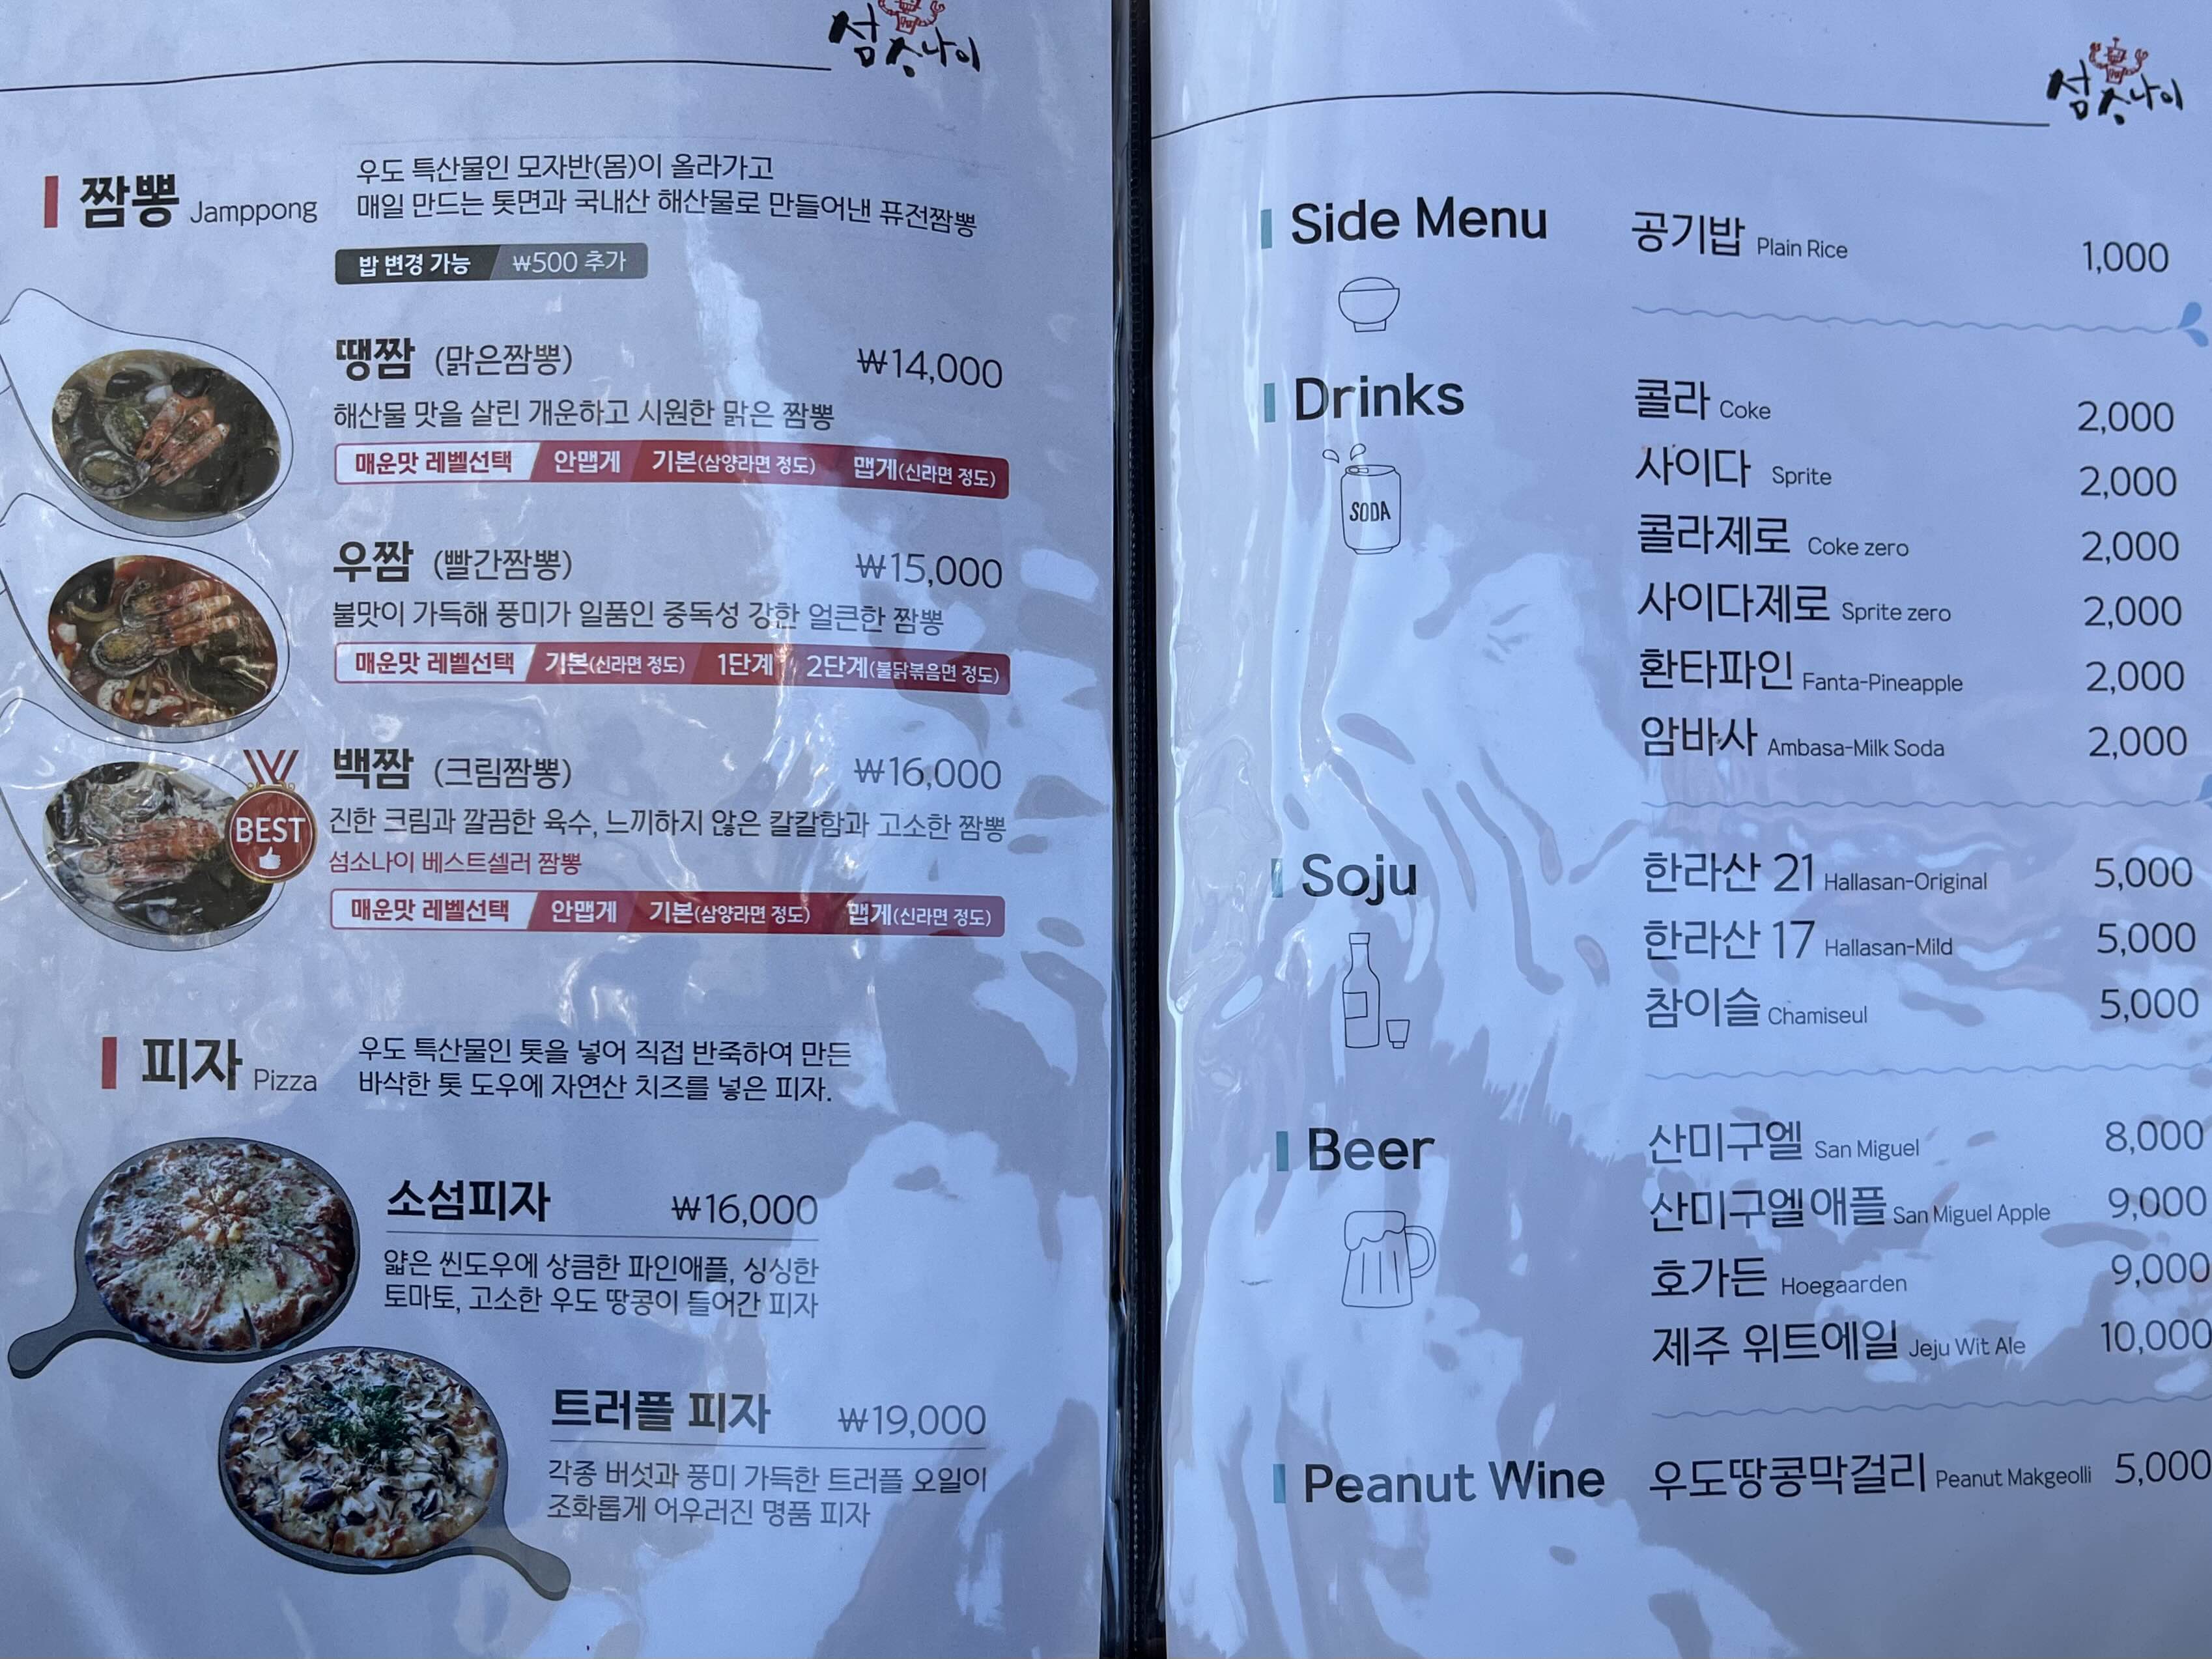 섬소나이
짬뽕 Jamppong
우도 특산물인 모자반(몸)이 올라가고
매일 만드는 톳면과 국내산 해산물로 만들어낸 퓨전짬뽕
밥 변경 가능 ₩500 추가
땡짬 (맑은짬뽕) ₩14,000
해산물 맛을 살린 개운하고 시원한 맑은 짬뽕
매운맛 레벨선택 안맵게 기본(삼양라면 정도) 맵게(신라면 정도)
우짬 (빨간짬뽕) ₩15,000
불맛이 가득해 풍미가 일품인 중독성 강한 얼큰한 짬뽕
매운맛 레벨선택 기본(신라면 정도) 1단계 2단계(불닭볶음면 정도)
백짬 (크림짬뽕) ₩16,000
BEST
진한 크림과 깔끔한 육수, 느끼하지 않은 칼칼함과 고소한 짬뽕
섬소나이 베스트셀러 짬뽕
매운맛 레벨선택 안맵게 기본(삼양라면 정도) 맵게(신라면 정도)
피자 Pizza
우도 특산물인 톳을 넣어 직접 반죽하여 만든
바삭한 톳 도우에 자연산 치즈를 넣은 피자.
소섬피자 ₩16,000
얇은 씬도우에 상큼한 파인애플, 싱싱한
토마토, 고소한 우도 땅콩이 들어간 피자
트러플 피자 ₩19,000
각종 버섯과 풍미 가득한 트러플 오일이
조화롭게 어우러진 명품 피자
섬소나이
Side Menu
공기밥 Plain Rice 1,000
Drinks
SODA
콜라 Coke 2,000
사이다 Sprite 2,000
콜라제로 Coke zero 2,000
사이다제로 Sprite zero 2,000
환타파인 Fanta-Pineapple 2,000
암바사 Ambasa-Milk Soda 2,000
Soju
한라산 21 Hallasan-Original 5,000
한라산 17 Hallasan-Mild 5,000
참이슬 Chamiseul 5,000
Beer
산미구엘 San Miguel 8,000
산미구엘애플 San Miguel Apple 9,000
호가든 Hoegaarden 9,000
제주 위트에일 Jeju Wit Ale 10,000
Peanut Wine
우도땅콩막걸리 Peanut Makgeolli 5,000